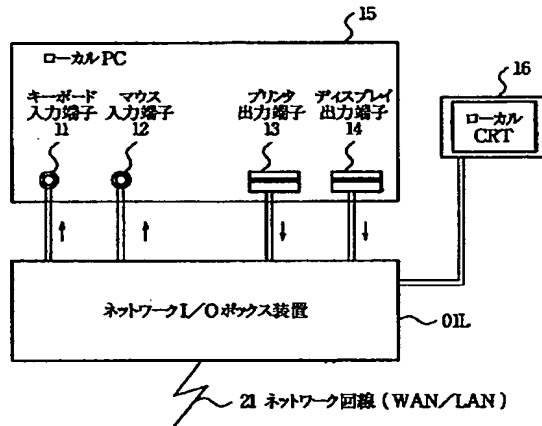 15
ローカルPC
16
キーボード
入力端子
11
マウス
入力端子
12
プリンタ
出力端子
13
ディスプレイ
出力端子
14
ローカル
CRT
ネットワークI/Oボックス装置
01L
21 ネットワーク回線(WAN/LAN)